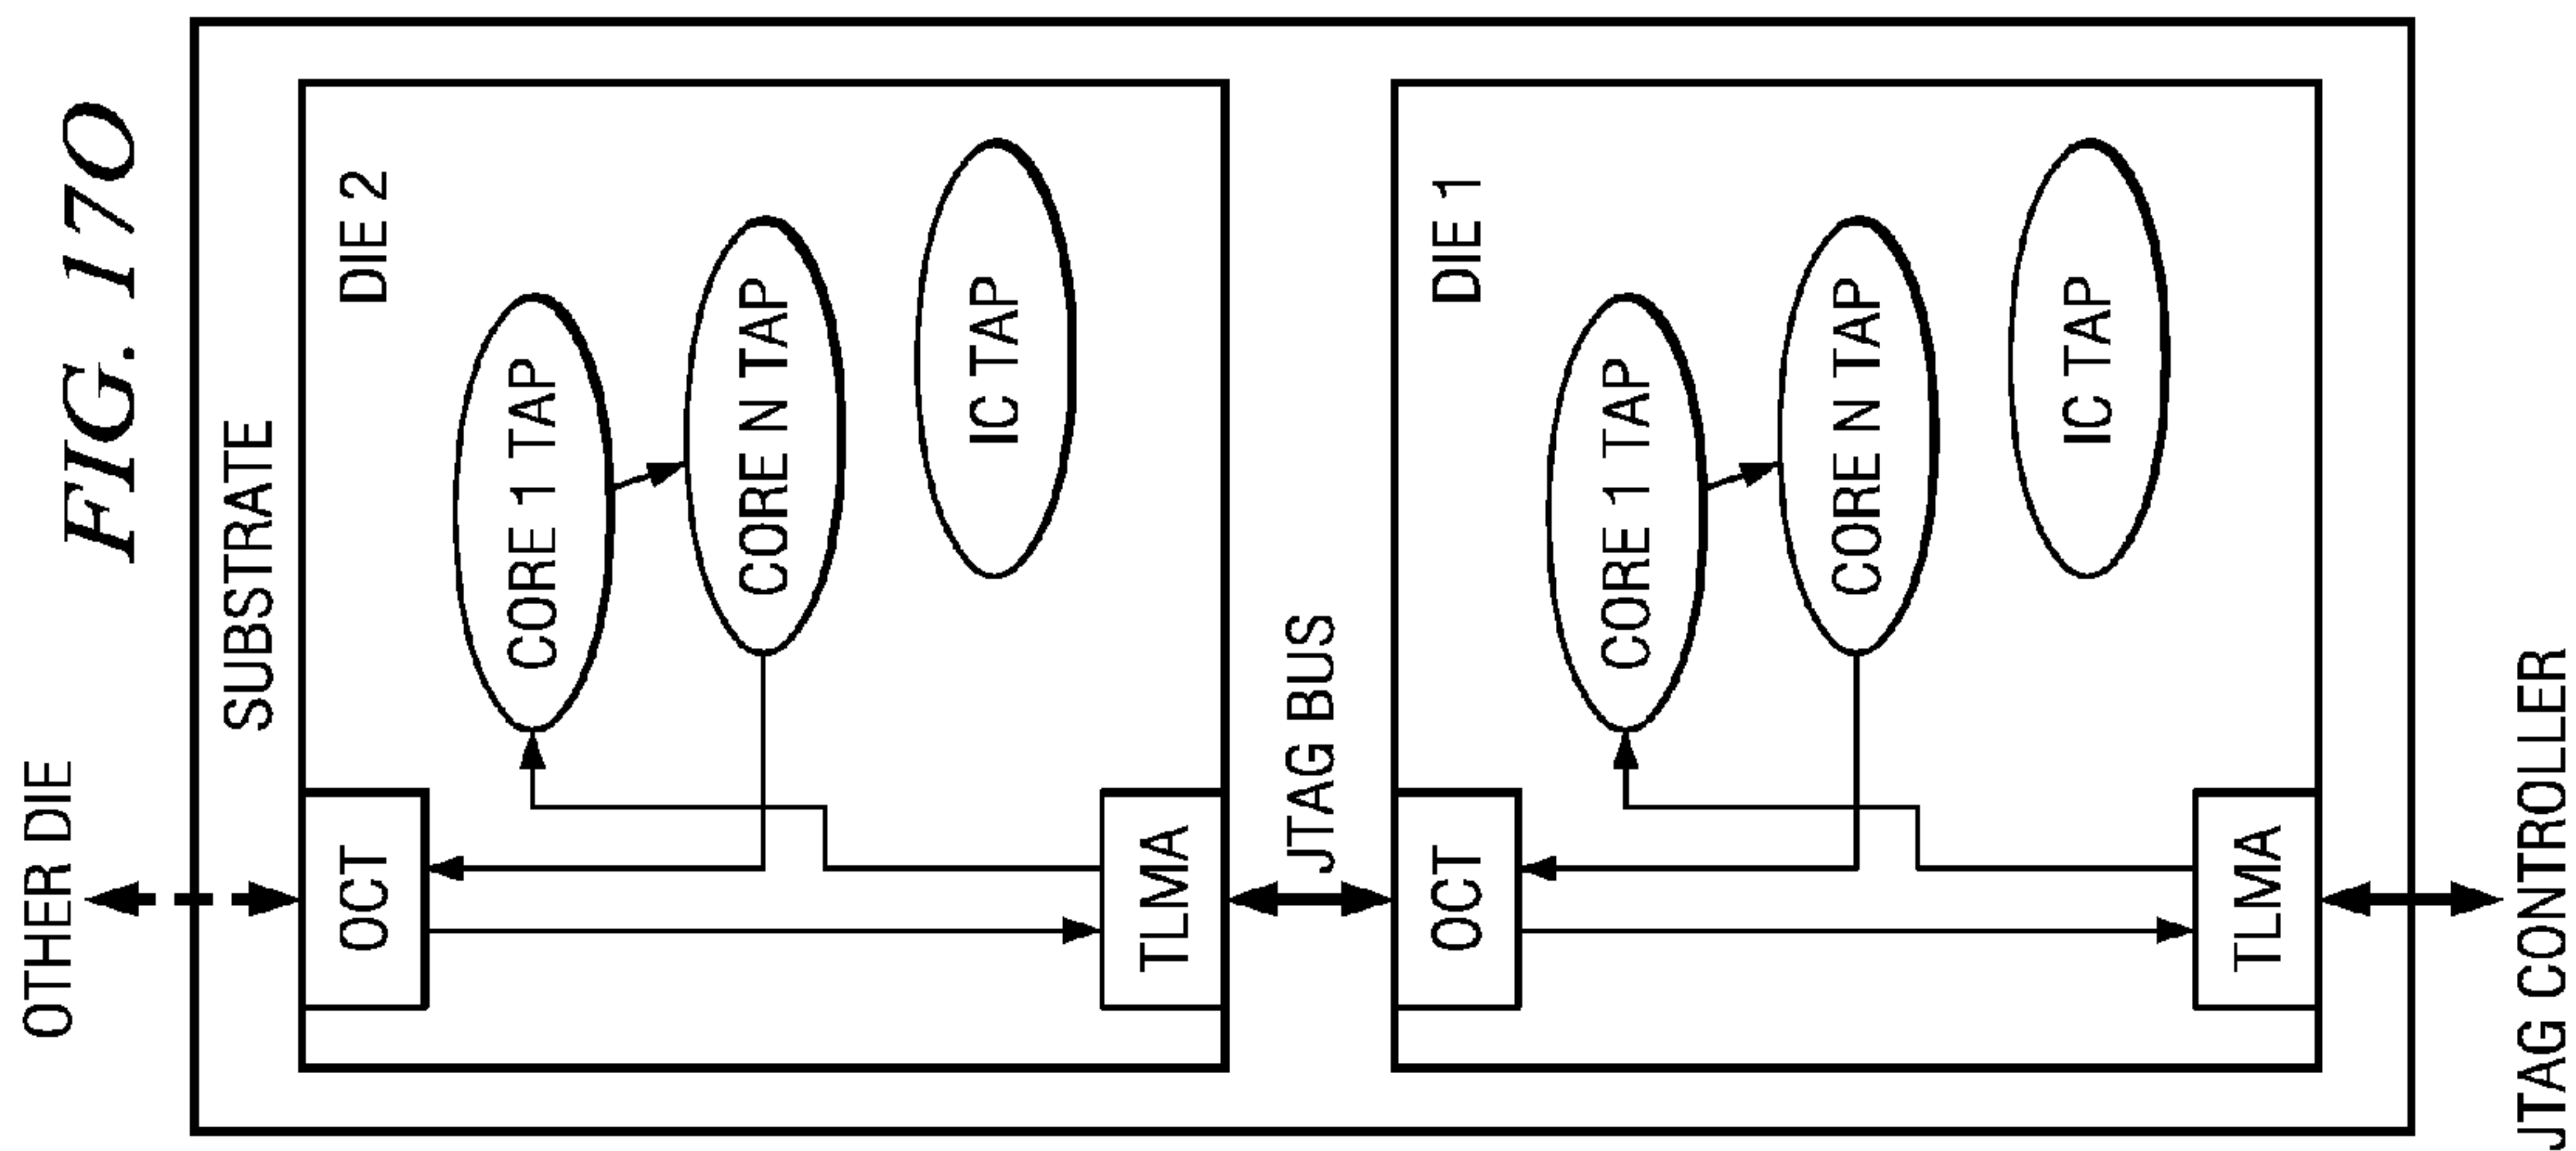 FIG. 17O
OTHER DIE
SUBSTRATE
DIE 2
OCT
CORE 1 TAP
CORE N TAP
IC TAP
TLMA
JTAG BUS
DIE 1
OCT
CORE 1 TAP
CORE N TAP
IC TAP
TLMA
JTAG CONTROLLER